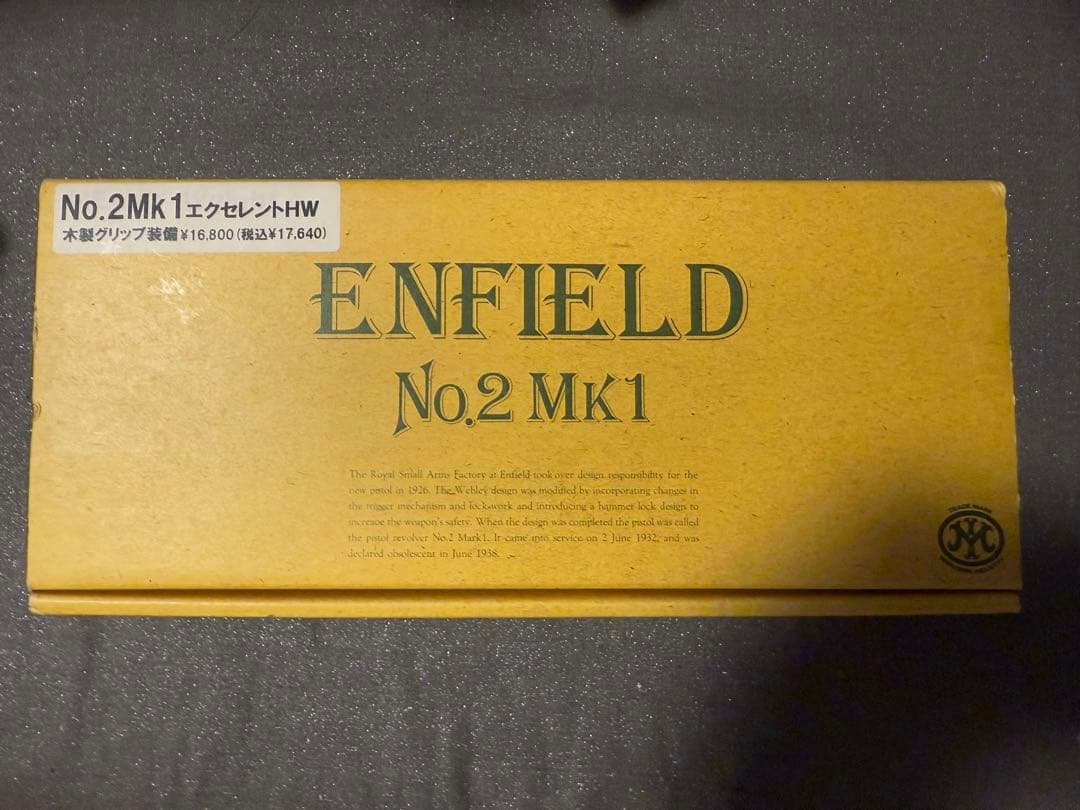 No.2Mk1エクセレントHW
木製グリップ装備¥16,800(税込¥17,640)
ENFIELD
No.2 MK1
The Royal Small Arms Factory at Enfield took over design responsibility for the
new pistol in 1926. The Webley design was modified by incorporating changes in
the trigger mechanism and lockwork and introducing a hammer lock design to
increase the weapon's safety. When the design was completed the pistol was called
the pistol revolver No.2 Mark1. It came into service on 2 June 1932, and was
declared obsolescent in June 1938.
TRADE MARK